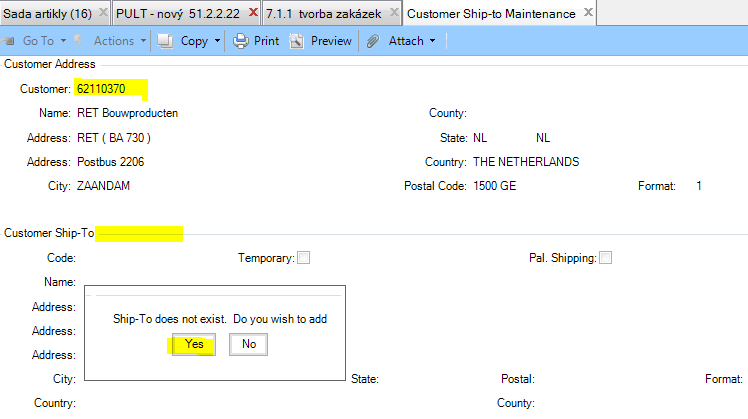 Sada artikly (16) PULT - nový 51.2.2.22 7.1.1 tvorba zakázek Customer Ship-to Maintenance
Go To Actions Copy Print Preview Attach
Customer Address
Customer: 62110370
Name: RET Bouwproducten County:
Address: RET ( BA 730 ) State: NL NL
Address: Postbus 2206 Country: THE NETHERLANDS
City: ZAANDAM Postal Code: 1500 GE Format: 1
Customer Ship-To
Code: Temporary: Pal. Shipping:
Name:
Address:
Ship-To does not exist. Do you wish to add
Address:
Yes No
Address:
City: State: Postal: Format:
Country: County: